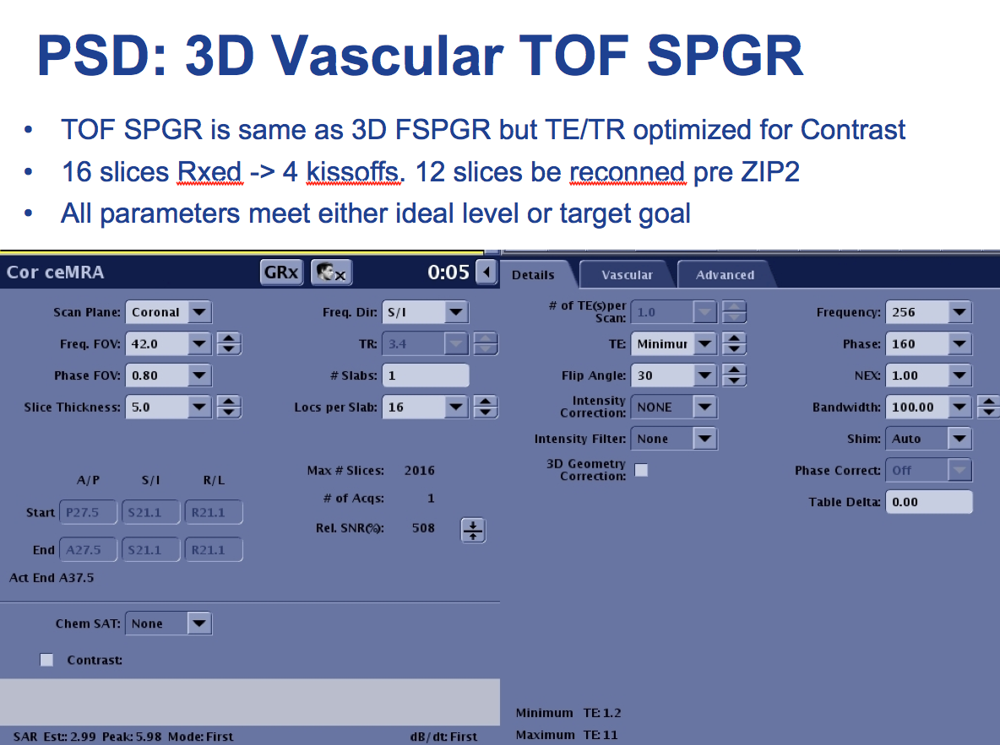 PSD: 3D Vascular TOF SPGR
• TOF SPGR is same as 3D FSPGR but TE/TR optimized for Contrast
• 16 slices Rxed -> 4 kissoffs. 12 slices be reconned pre ZIP2
• All parameters meet either ideal level or target goal
Cor ceMRA GRx x 0:05
Scan Plane: Coronal Freq. Dir: S/I
Freq. FOV: 42.0 TR: 3.4
Phase FOV: 0.80 # Slabs: 1
Slice Thickness: 5.0 Locs per Slab: 16
Max # Slices: 2016
# of Acqs: 1
Rel. SNR(%): 508
A/P S/I R/L
Start P27.5 S21.1 R21.1
End A27.5 S21.1 R21.1
Act End A37.5
Chem SAT: None
Contrast:
SAR Est: 2.99 Peak: 5.98 Mode: First dB/dt: First
Details Vascular Advanced
# of TE(s)per
Scan: 1.0
TE: Minimur
Flip Angle: 30
Intensity
Correction: NONE
Intensity Filter: None
3D Geometry
Correction:
Frequency: 256
Phase: 160
NEX: 1.00
Bandwidth: 100.00
Shim: Auto
Phase Correct: Off
Table Delta: 0.00
Minimum TE: 1.2
Maximum TE: 11